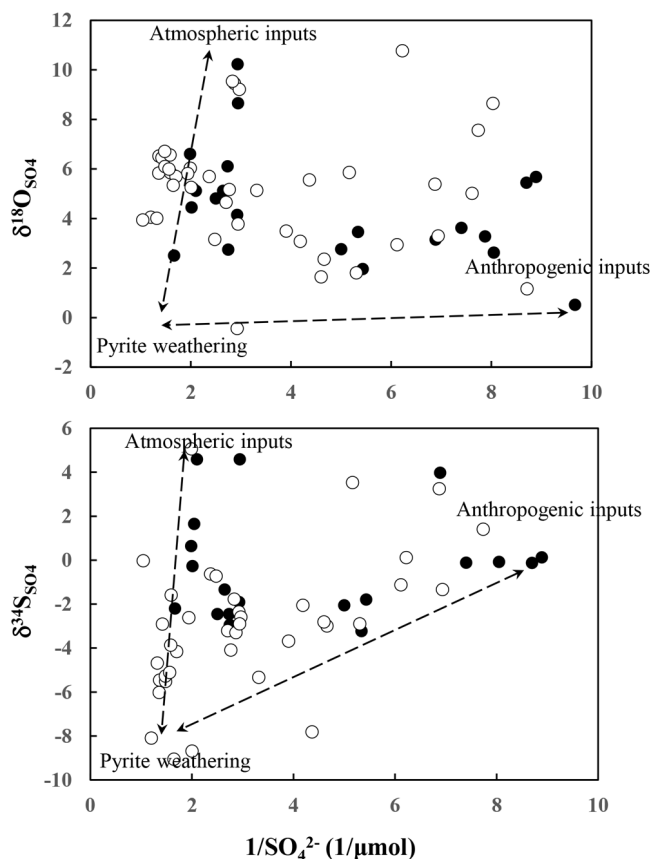 12
10
8
6
4
2
0
-2
δ¹⁸O_SO4
Atmospheric inputs
Anthropogenic inputs
Pyrite weathering
0 2 4 6 8 10
6
4
2
0
-2
-4
-6
-8
-10
δ³⁴S_SO4
Atmospheric inputs
Anthropogenic inputs
Pyrite weathering
0 2 4 6 8 10
1/SO₄²⁻ (1/μmol)